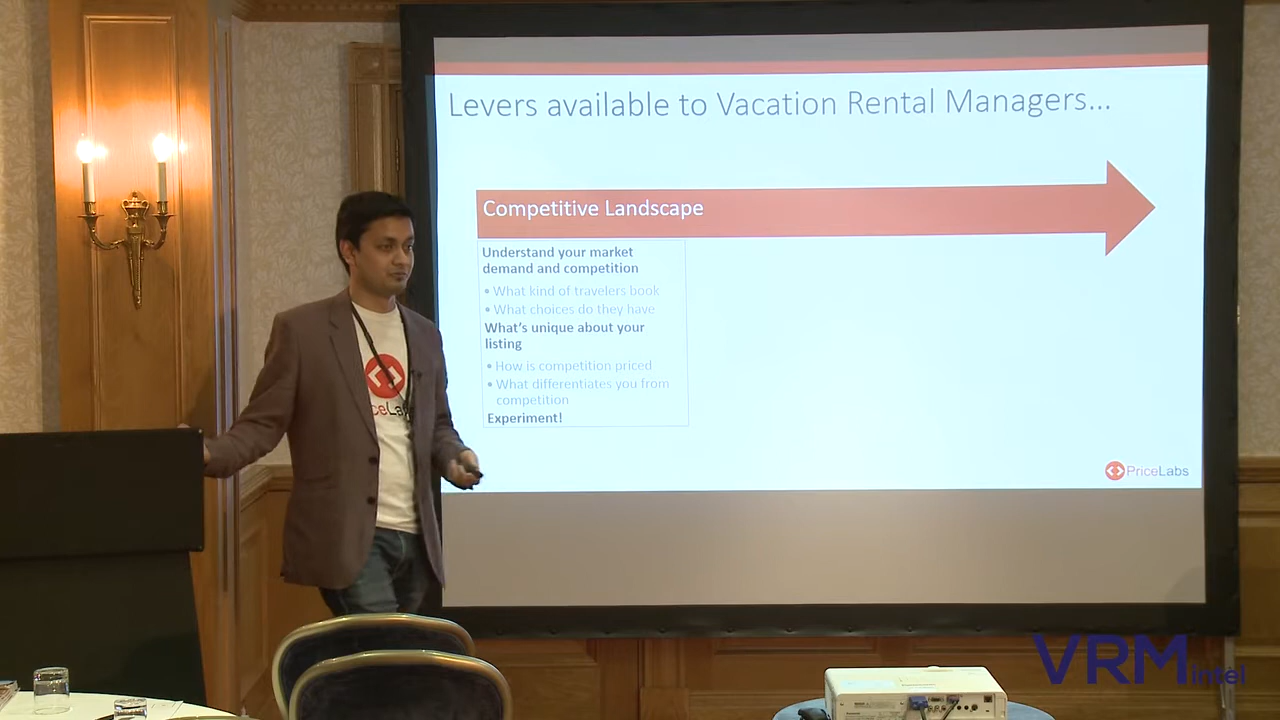 Levers available to Vacation Rental Managers...
Competitive Landscape
Understand your market
demand and competition
• What kind of travelers book
• What choices do they have
What's unique about your
listing
• How is competition priced
• What differentiates you from
competition
Experiment!
PriceLabs
ceLabs
VRM intel